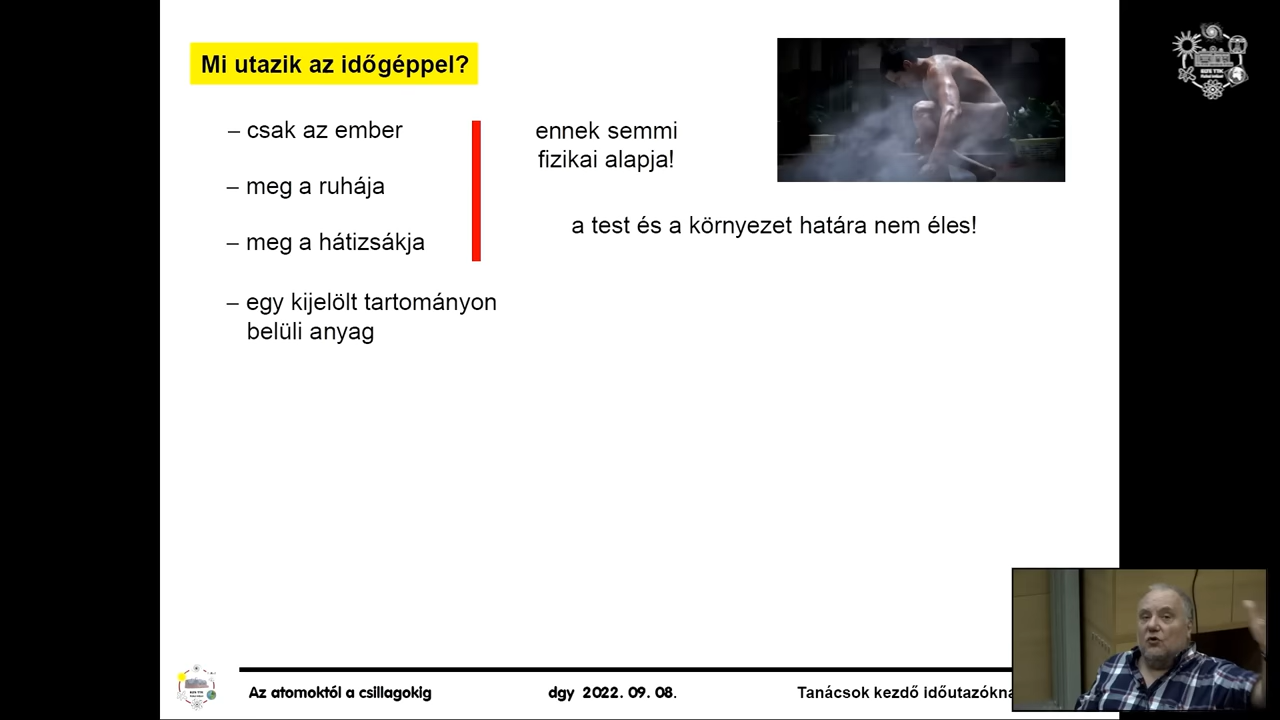 Mi utazik az időgéppel?
– csak az ember
ennek semmi
fizikai alapja!
– meg a ruhája
a test és a környezet határa nem éles!
– meg a hátizsákja
– egy kijelölt tartományon
belüli anyag
Az atomoktól a csillagokig
dgy 2022. 09. 08.
Tanácsok kezdő